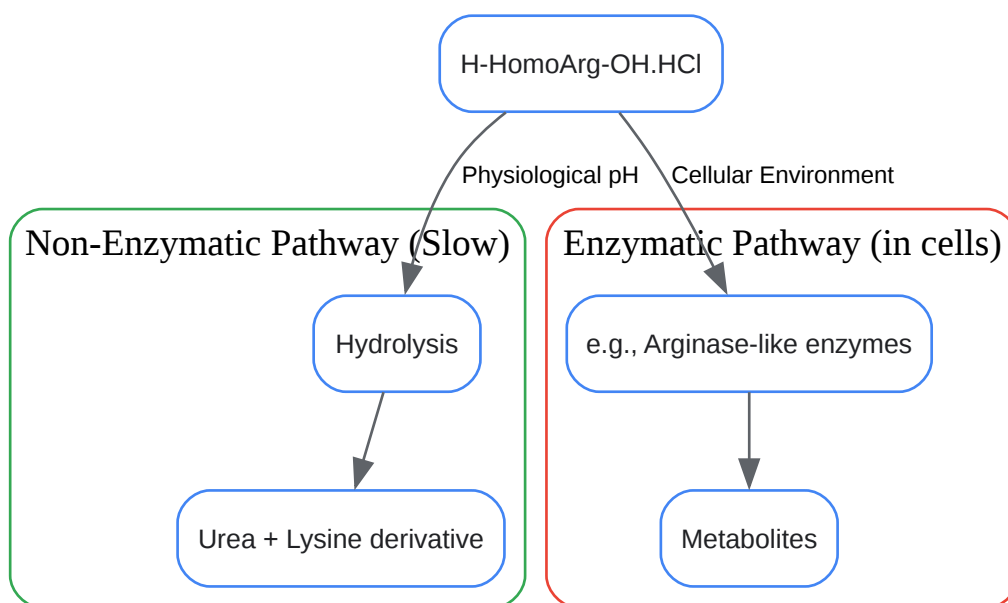 H-HomoArg-OH.HCl
Physiological pH
Cellular Environment
Non-Enzymatic Pathway (Slow)
Enzymatic Pathway (in cells)
Hydrolysis
e.g., Arginase-like enzymes
Urea + Lysine derivative
Metabolites